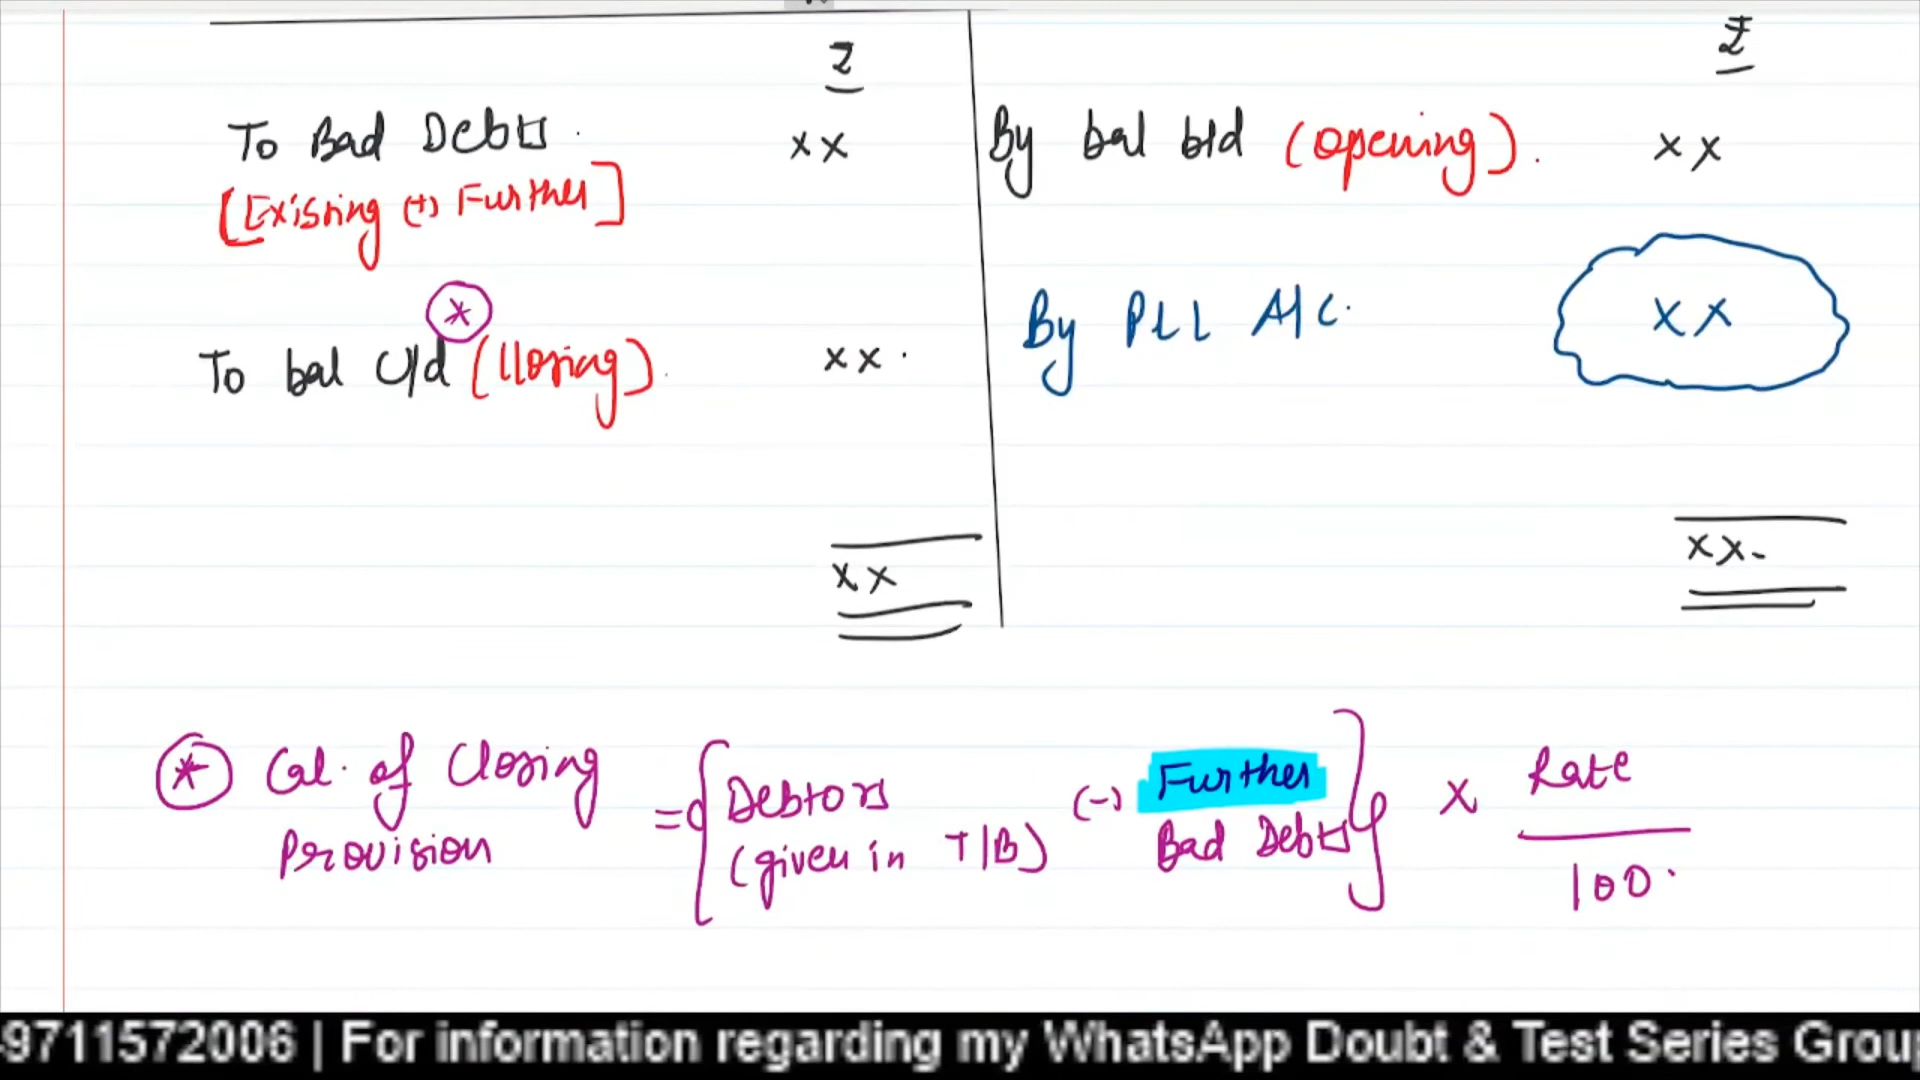 ₹ ₹
To Bad Debts. xx By bal b/d (opening). xx
[Existing (+) Further]
* By P&L A/c. xx
To bal c/d (Closing). xx.
xx xx-
* Cal. of Closing Provision = {Debtors (given in T/B) (-) Further Bad Debts} x Rate
100.
-9711572006 | For information regarding my WhatsApp Doubt & Test Series Group